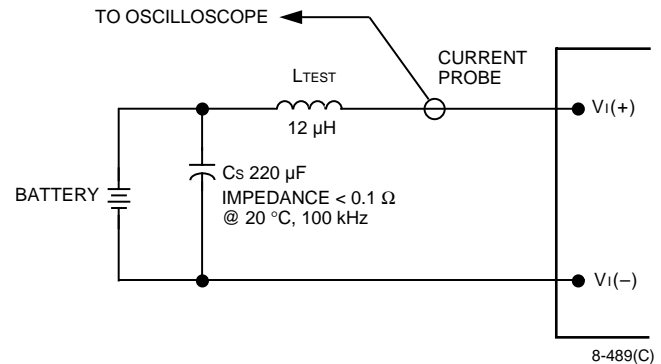 TO OSCILLOSCOPE
CURRENT
PROBE
LTEST
12 µH
VI(+)
CS 220 µF
IMPEDANCE < 0.1 Ω
@ 20 °C, 100 kHz
BATTERY
VI(–)
8-489(C)